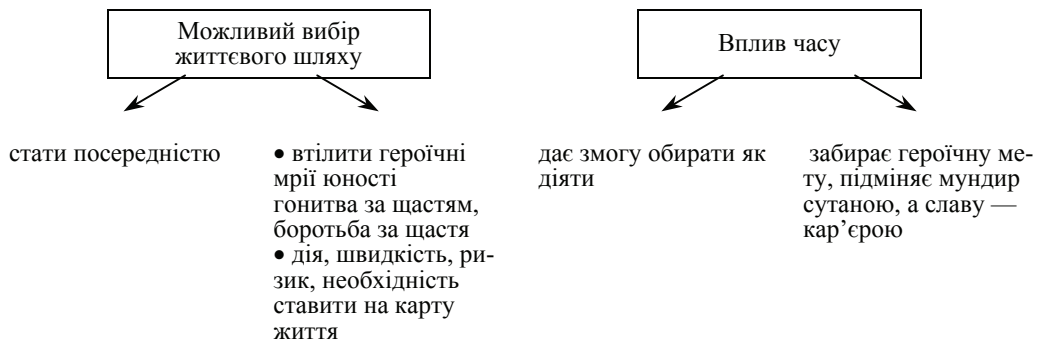 Можливий вибір
життєвого шляху
Вплив часу
стати посередністю
• втілити героїчні
мрії юності
гонитва за щастям,
боротьба за щастя
• дія, швидкість, ри-
зик, необхідність
ставити на карту
життя
дає змогу обирати як
діяти
забирає героїчну ме-
ту, підміняє мундир
сутаною, а славу —
кар’єрою